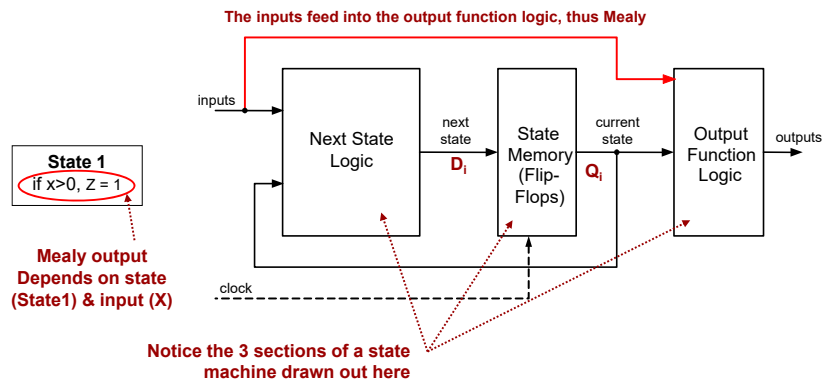 The inputs feed into the output function logic, thus Mealy
inputs
Next State
Logic
next
state
D_i
State
Memory
(Flip-
Flops)
current
state
Q_i
Output
Function
Logic
outputs
clock
State 1
if x>0, Z = 1
Mealy output
Depends on state
(State1) & input (X)
Notice the 3 sections of a state
machine drawn out here